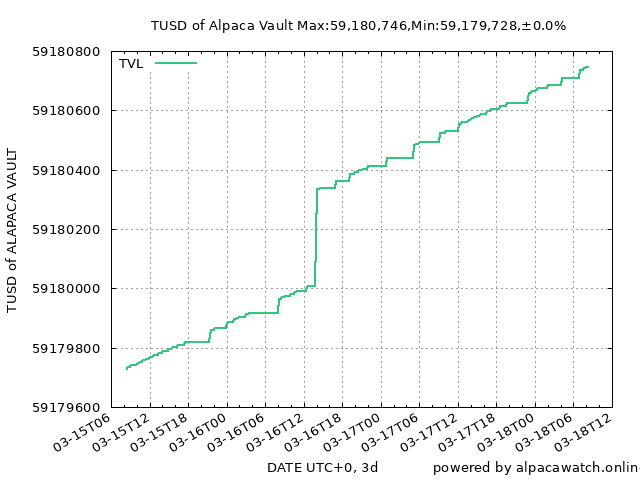 TUSD of Alpaca Vault Max:59,180,746,Min:59,179,728,±0.0%
TVL
59180800
59180600
59180400
59180200
59180000
59179800
59179600
TUSD of ALAPACA VAULT
03-15T06
03-15T12
03-15T18
03-16T00
03-16T06
03-16T12
03-16T18
03-17T00
03-17T06
03-17T12
03-17T18
03-18T00
03-18T06
03-18T12
DATE UTC+0, 3d
powered by alpacawatch.onlin